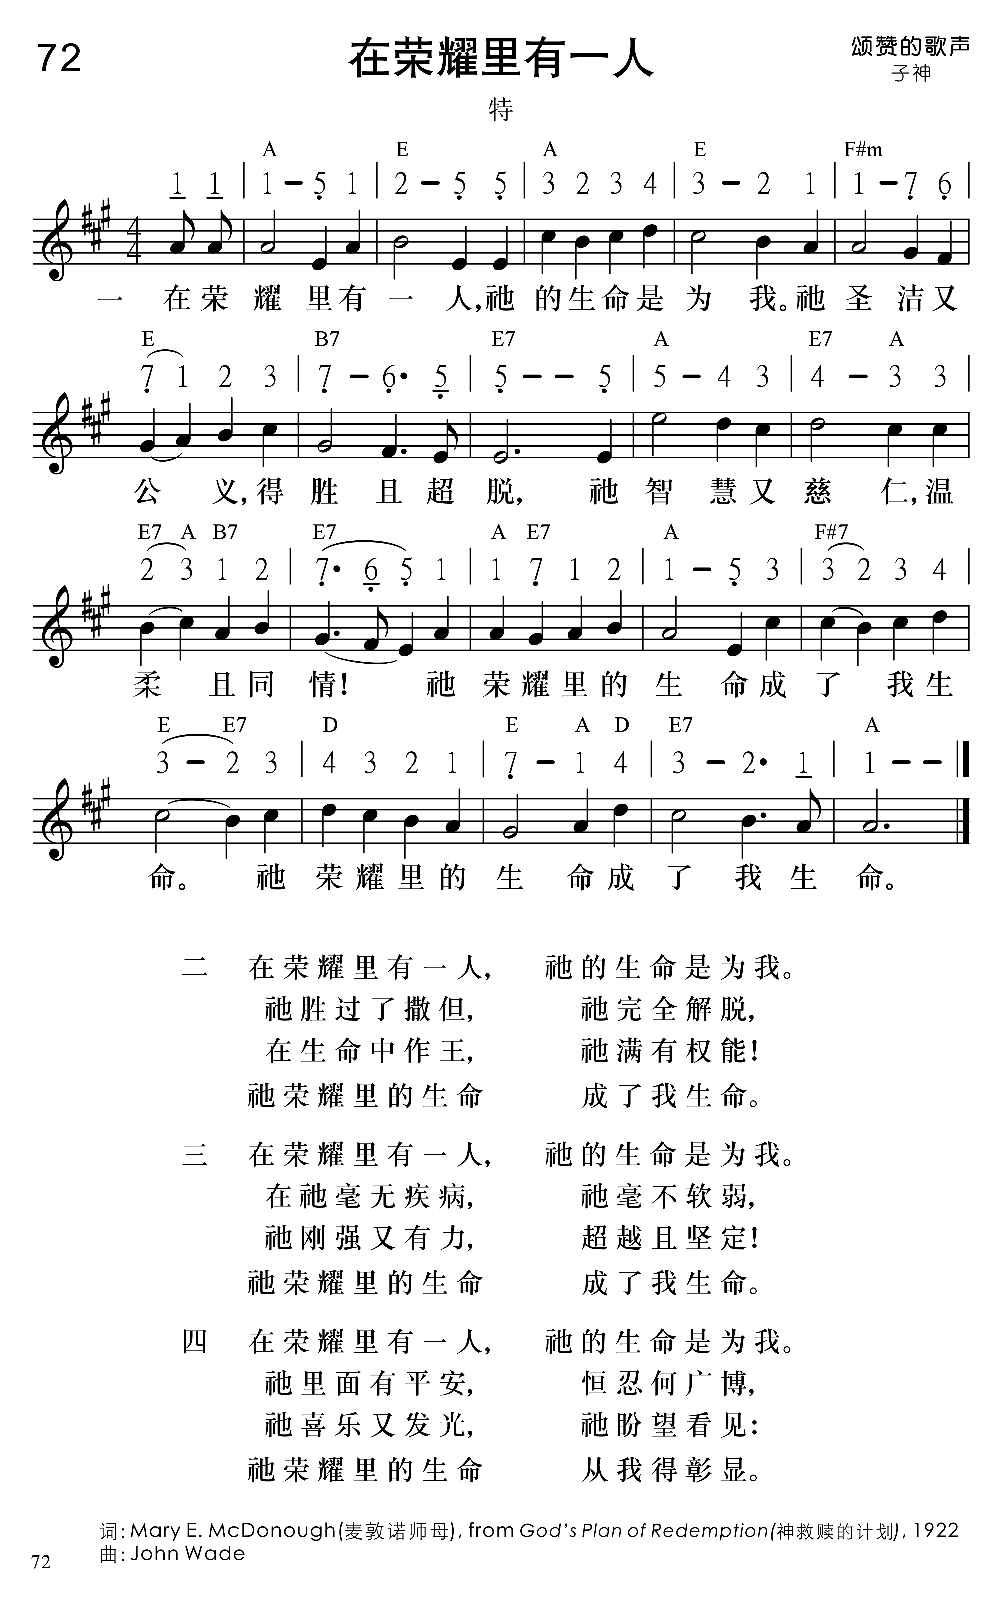 72 在荣耀里有一人 颂赞的歌声
子神
特
A E A E F#m
1 1 | 1 – 5 1 | 2 – 5 5 | 3 2 3 4 | 3 – 2 1 | 1 – 7 6 |
4
4
一 在荣耀里有一人,祂的生命是为我。祂圣洁又
E B7 E7 A E7 A
7 1 2 3 | 7 – 6· 5 | 5 – – 5 | 5 – 4 3 | 4 – 3 3 |
公义,得胜且超脱,祂智慧又慈仁,温
E7 A B7 E7 A E7 A F#7
2 3 1 2 | 7· 6 5 1 | 1 7 1 2 | 1 – 5 3 | 3 2 3 4 |
柔且同情!祂荣耀里的生命成了我生
E E7 D E A D E7 A
3 – 2 3 | 4 3 2 1 | 7 – 1 4 | 3 – 2· 1 | 1 – – ‖
命。祂荣耀里的生命成了我生命。
二 在荣耀里有一人, 祂的生命是为我。
祂胜过了撒但, 祂完全解脱,
在生命中作王, 祂满有权能!
祂荣耀里的生命 成了我生命。
三 在荣耀里有一人, 祂的生命是为我。
在祂毫无疾病, 祂毫不软弱,
祂刚强又有力, 超越且坚定!
祂荣耀里的生命 成了我生命。
四 在荣耀里有一人, 祂的生命是为我。
祂里面有平安, 恒忍何广博,
祂喜乐又发光, 祂盼望看见:
祂荣耀里的生命 从我得彰显。
词: Mary E. McDonough(麦敦诺师母), from God's Plan of Redemption(神救赎的计划), 1922
曲: John Wade
72